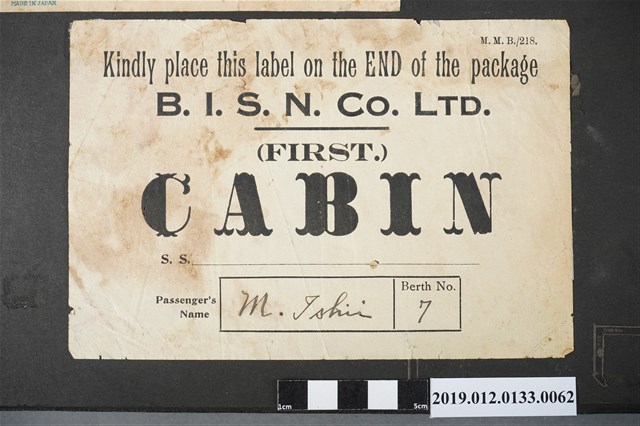 MADE IN JAPAN
M. M. B./218.
Kindly place this label on the END of the package
B. I. S. N. Co. LTD.
(FIRST.)
CABIN
S. S.
Passenger's Name
M. Ishii
Berth No.
7
1cm 5cm
2019.012.0133.0062